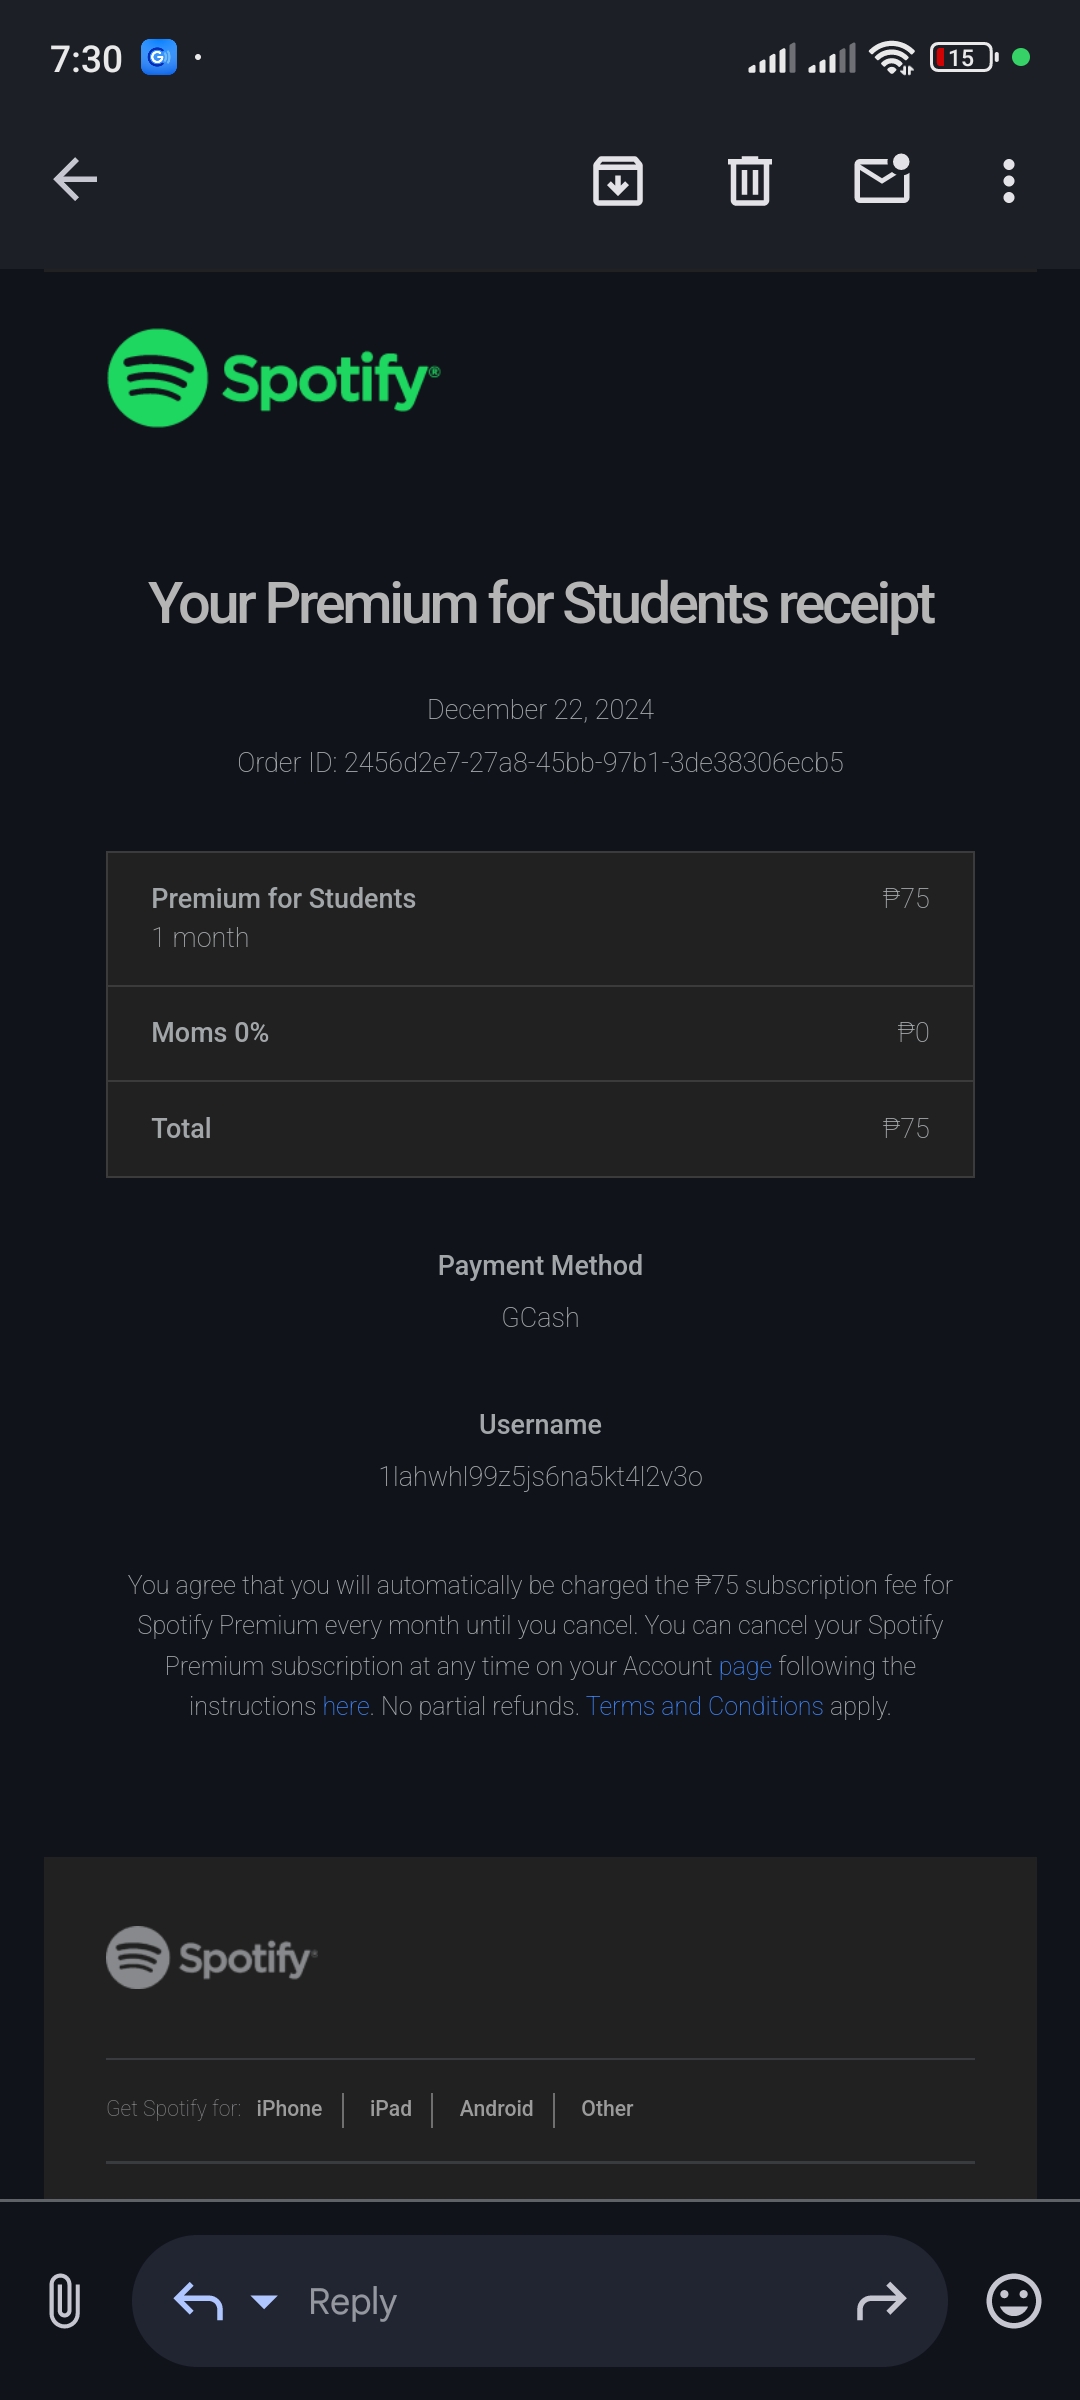 7:30
15
Spotify®
Your Premium for Students receipt
December 22, 2024
Order ID: 2456d2e7-27a8-45bb-97b1-3de38306ecb5
Premium for Students ₱75
1 month
Moms 0% ₱0
Total ₱75
Payment Method
GCash
Username
1lahwhl99z5js6na5kt4l2v3o
You agree that you will automatically be charged the ₱75 subscription fee for
Spotify Premium every month until you cancel. You can cancel your Spotify
Premium subscription at any time on your Account page following the
instructions here. No partial refunds. Terms and Conditions apply.
Spotify®
Get Spotify for: iPhone | iPad | Android | Other
Reply